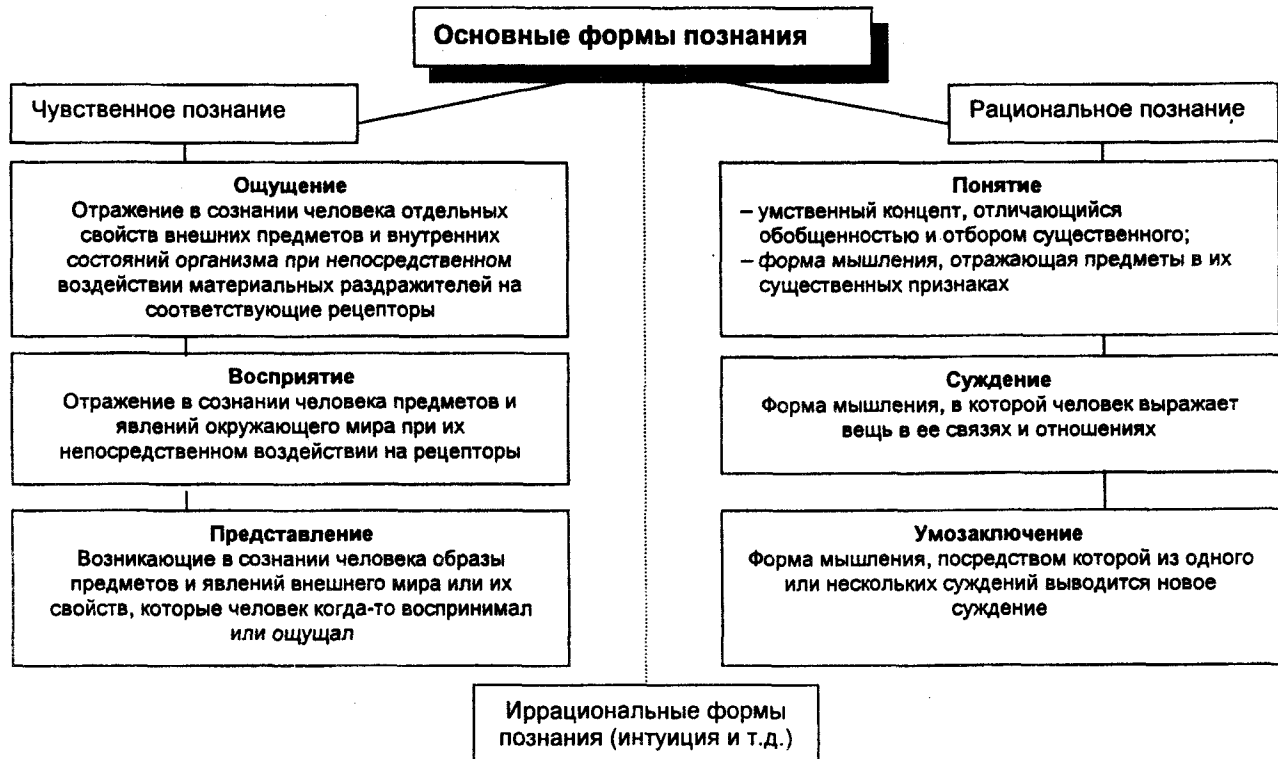 Основные формы познания
Чувственное познание
Ощущение
Отражение в сознании человека отдельных
свойств внешних предметов и внутренних
состояний организма при непосредственном
воздействии материальных раздражителей на
соответствующие рецепторы
Восприятие
Отражение в сознании человека предметов и
явлений окружающего мира при их
непосредственном воздействии на рецепторы
Представление
Возникающие в сознании человека образы
предметов и явлений внешнего мира или их
свойств, которые человек когда-то воспринимал
или ощущал
Рациональное познание
Понятие
– умственный концепт, отличающийся
обобщенностью и отбором существенного;
– форма мышления, отражающая предметы в их
существенных признаках
Суждение
Форма мышления, в которой человек выражает
вещь в ее связях и отношениях
Умозаключение
Форма мышления, посредством которой из одного
или нескольких суждений выводится новое
суждение
Иррациональные формы
познания (интуиция и т.д.)